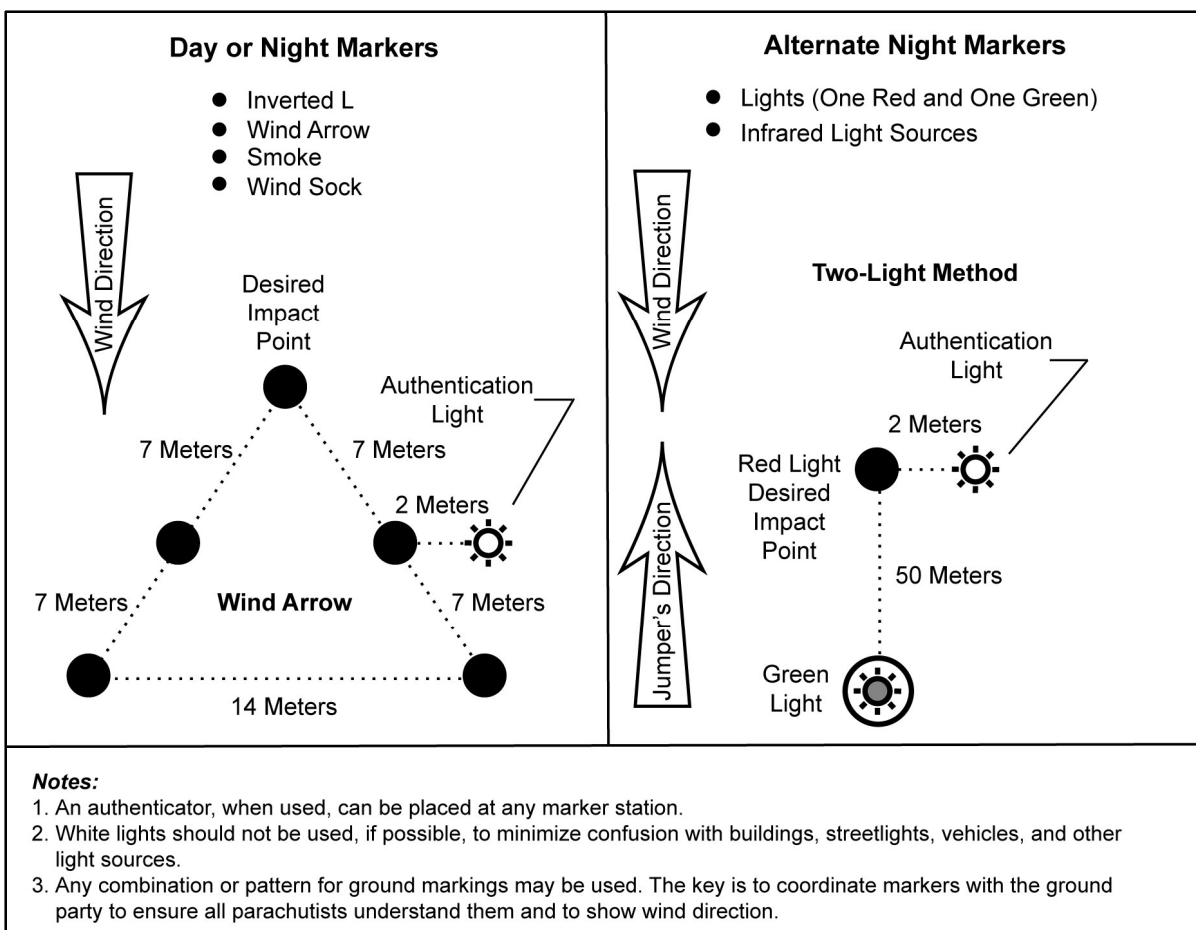 Day or Night Markers
● Inverted L
● Wind Arrow
● Smoke
● Wind Sock
Wind Direction
Desired
Impact
Point
Authentication
Light
7 Meters
7 Meters
2 Meters
7 Meters
Wind Arrow
7 Meters
14 Meters
Alternate Night Markers
● Lights (One Red and One Green)
● Infrared Light Sources
Wind Direction
Two-Light Method
Authentication
Light
2 Meters
Red Light
Desired
Impact
Point
Jumper's Direction
50 Meters
Green
Light
Notes:
1. An authenticator, when used, can be placed at any marker station.
2. White lights should not be used, if possible, to minimize confusion with buildings, streetlights, vehicles, and other
light sources.
3. Any combination or pattern for ground markings may be used. The key is to coordinate markers with the ground
party to ensure all parachutists understand them and to show wind direction.